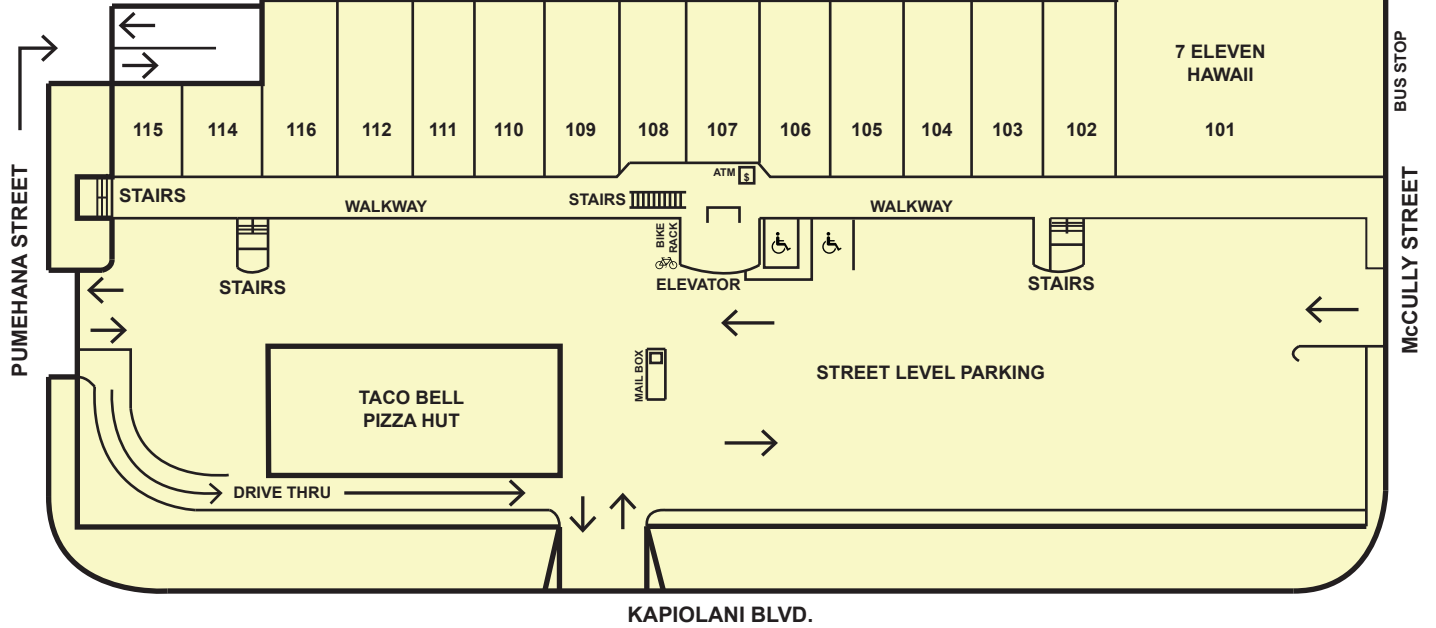 7 ELEVEN
HAWAII
BUS STOP
115
114
116
112
111
110
109
108
107
106
105
104
103
102
101
ATM
$
STAIRS
WALKWAY
STAIRS
WALKWAY
PUMEHANA STREET
McCULLY STREET
BIKE
RACK
STAIRS
ELEVATOR
STAIRS
MAIL BOX
STREET LEVEL PARKING
TACO BELL
PIZZA HUT
DRIVE THRU
KAPIOLANI BLVD.